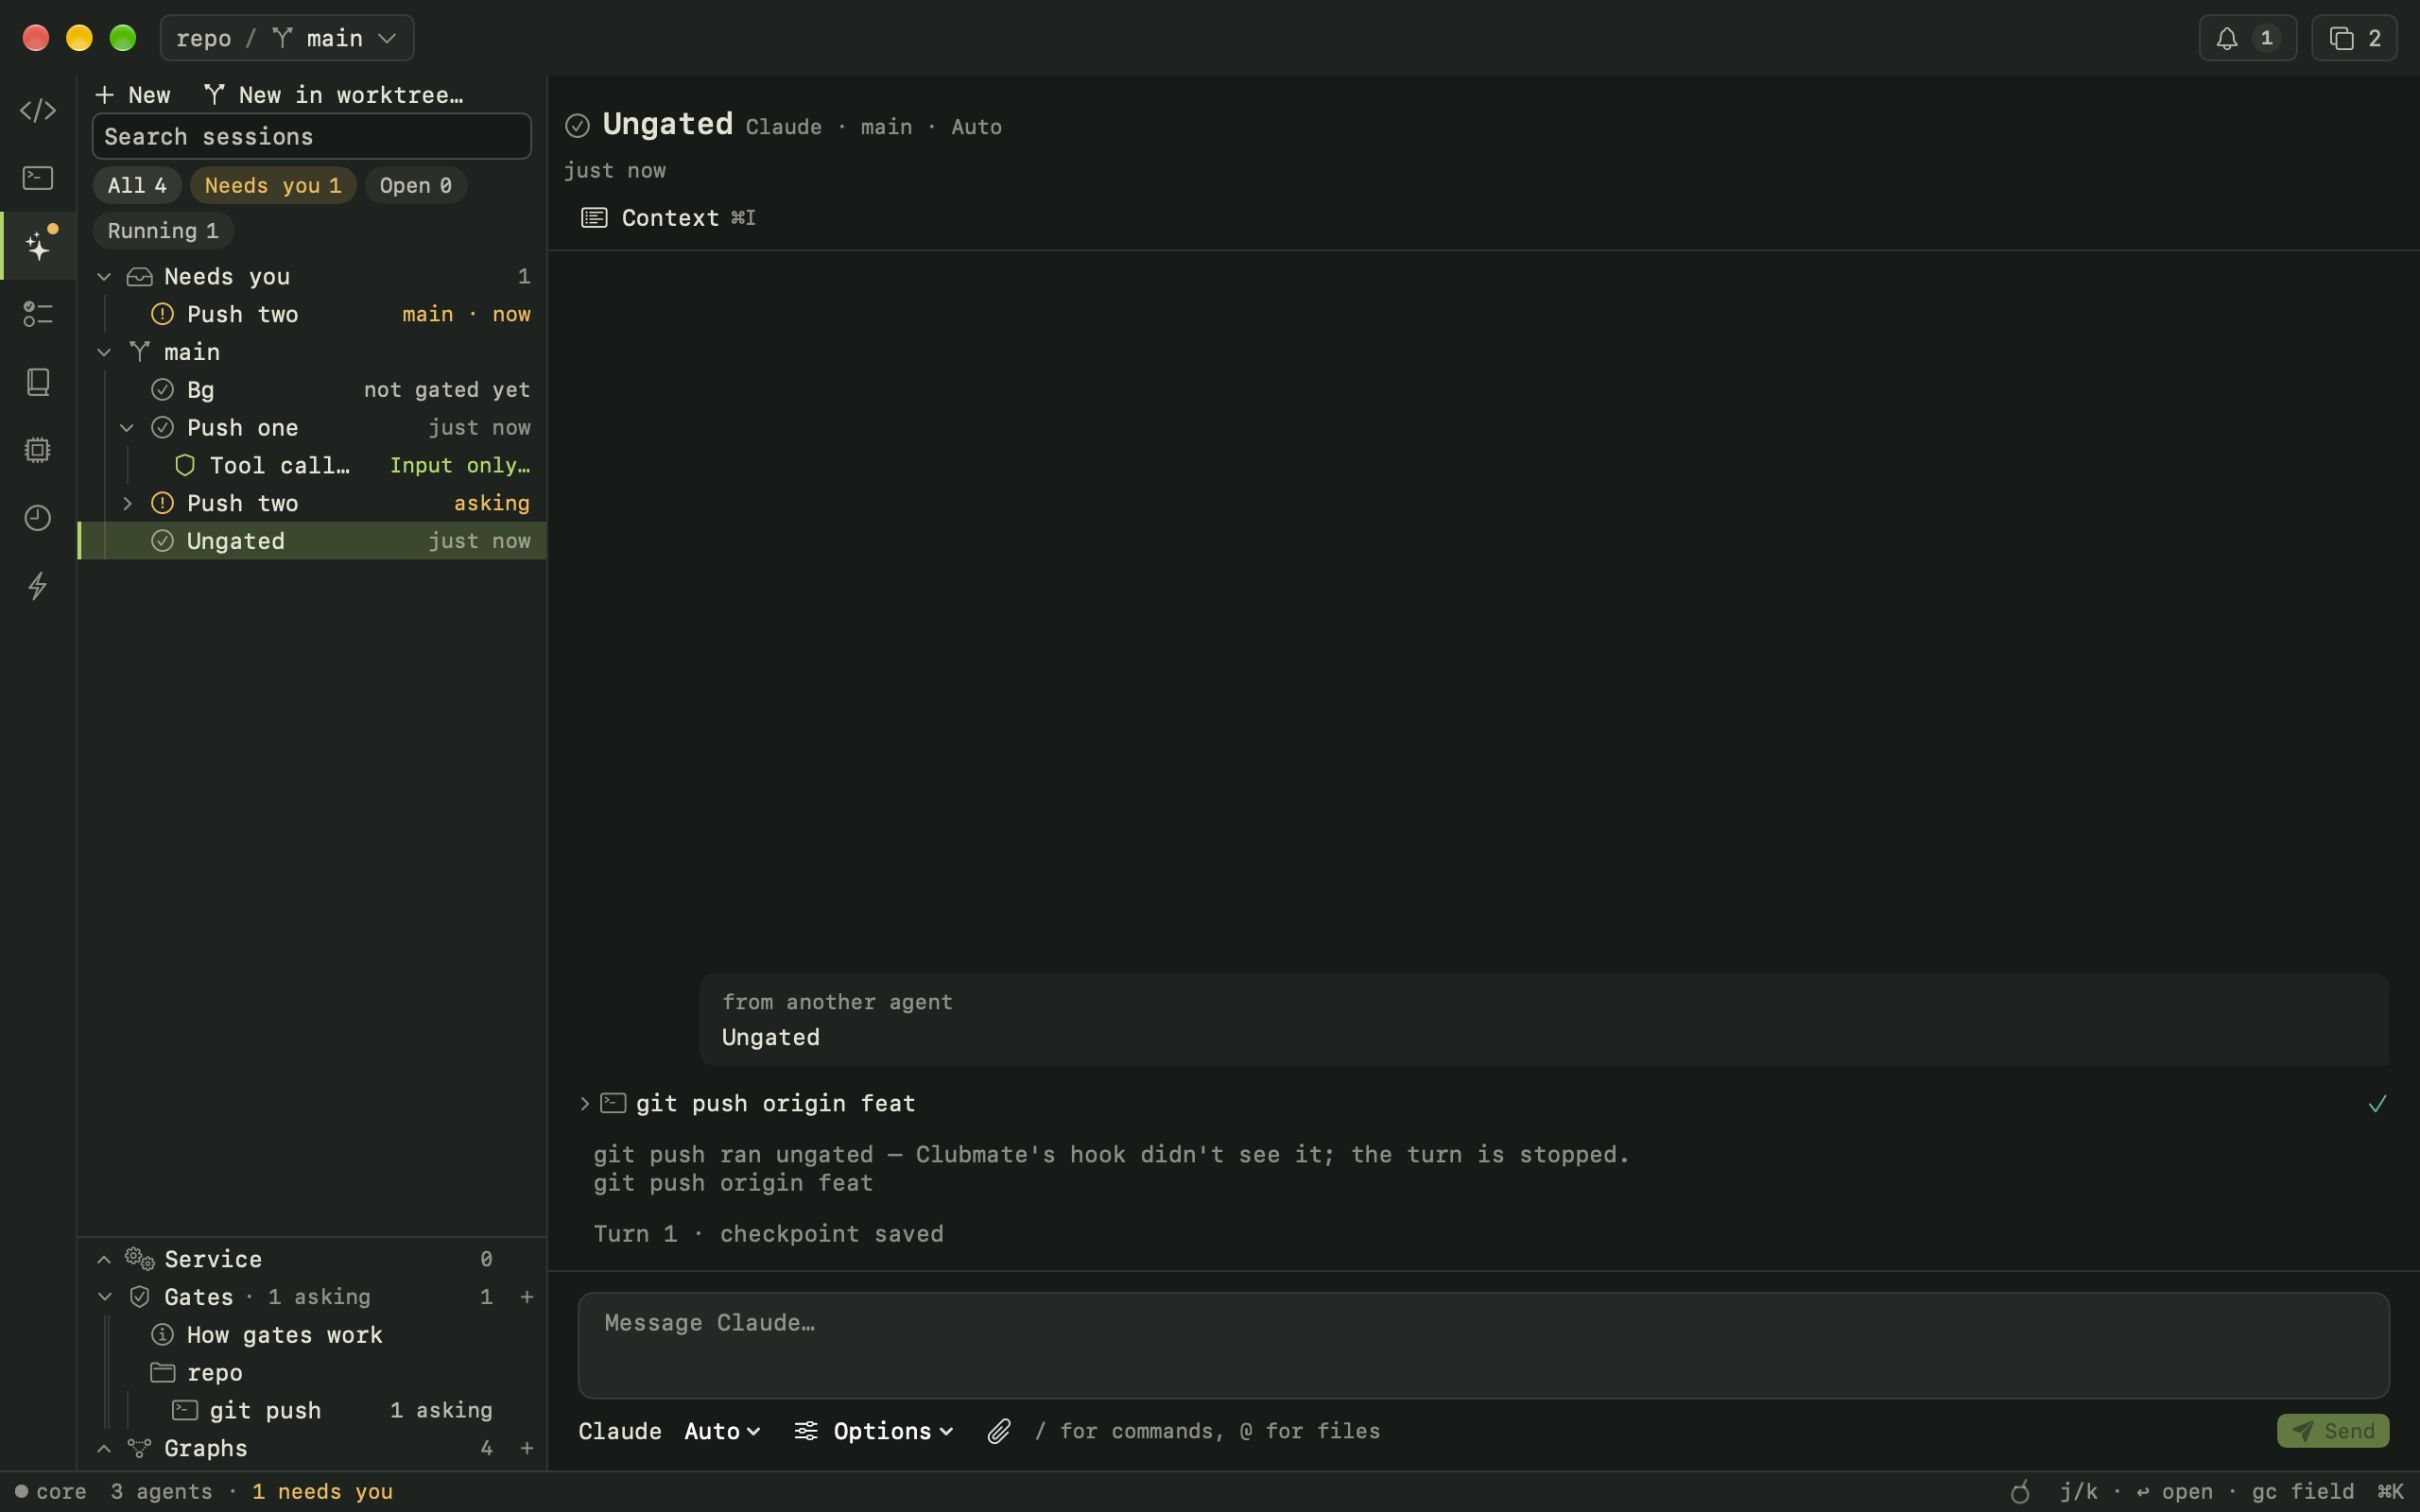 repo / main
1
2
+ New New in worktree…
Search sessions
All 4 Needs you 1 Open 0
Running 1
Needs you 1
Push two main · now
main
Bg not gated yet
Push one just now
Tool call… Input only…
Push two asking
Ungated just now
Service 0
Gates · 1 asking 1 +
How gates work
repo
git push 1 asking
Graphs 4 +
Ungated Claude · main · Auto
just now
Context ⌘I
from another agent
Ungated
git push origin feat
git push ran ungated — Clubmate's hook didn't see it; the turn is stopped.
git push origin feat
Turn 1 · checkpoint saved
Message Claude…
Claude Auto Options / for commands, @ for files Send
core 3 agents · 1 needs you
j/k · ↩ open · gc field ⌘K